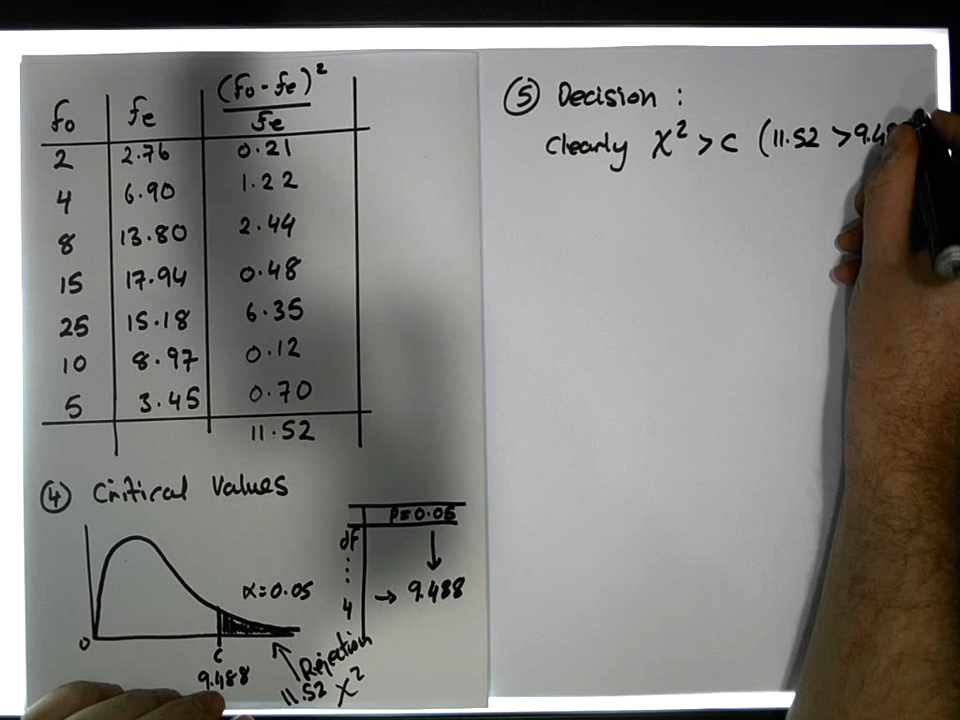 fo fe (fo - fe)² / fe
2 2.76 0.21
4 6.90 1.22
8 13.80 2.44
15 17.94 0.48
25 15.18 6.35
10 8.97 0.12
5 3.45 0.70
11.52
④ Critical Values
P=0.05
df
4 → 9.488
α=0.05
0
C
9.488
Rejection
11.52 χ²
⑤ Decision :
Clearly χ² > C (11.52 > 9.48